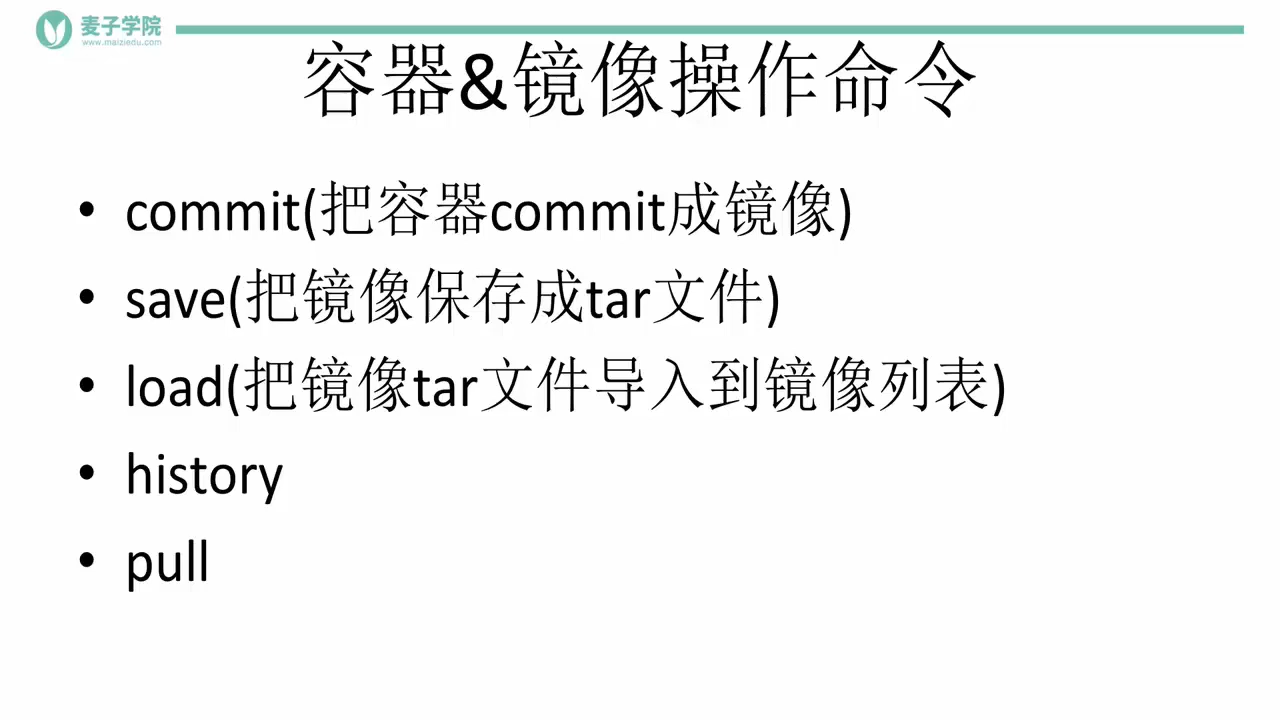 麦子学院
www.maiziedu.com
容器&镜像操作命令
• commit(把容器commit成镜像)
• save(把镜像保存成tar文件)
• load(把镜像tar文件导入到镜像列表)
• history
• pull